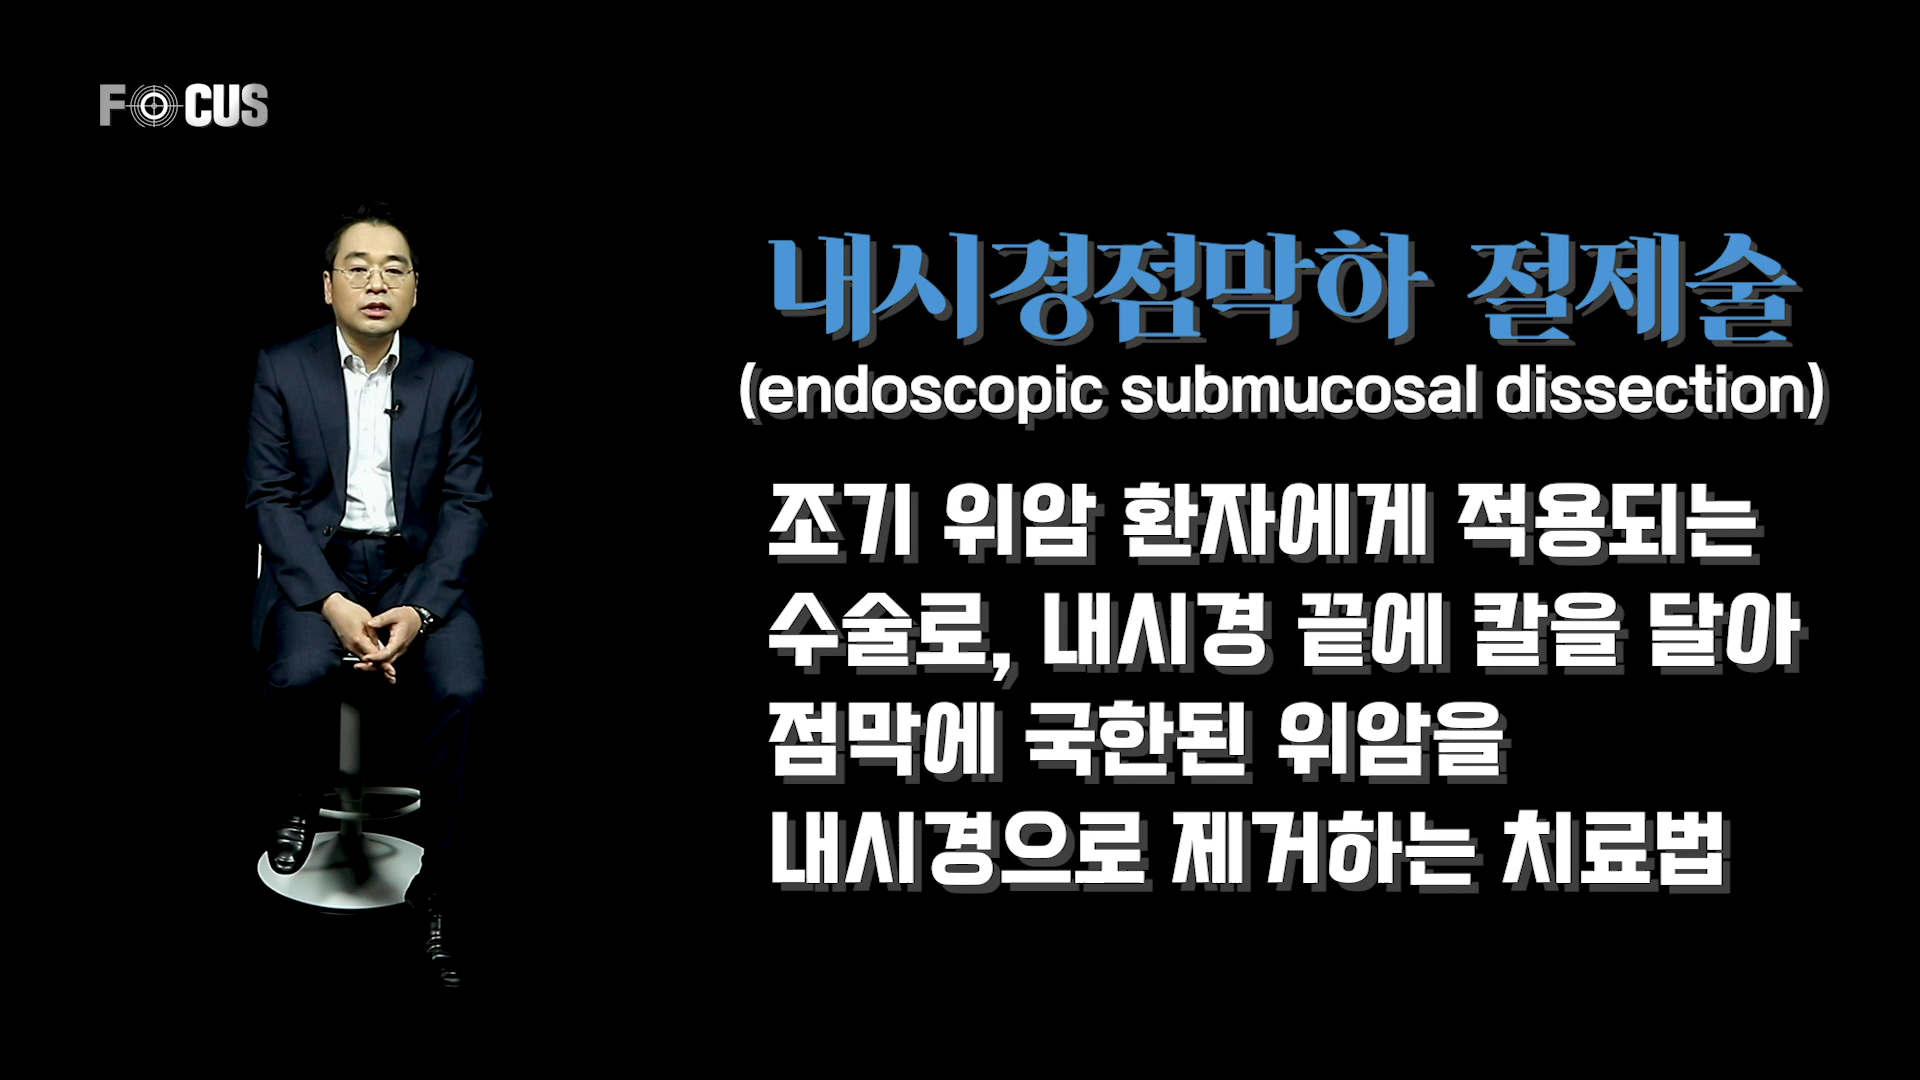 FOCUS
내시경점막하 절제술
(endoscopic submucosal dissection)
조기 위암 환자에게 적용되는
수술로, 내시경 끝에 칼을 달아
점막에 국한된 위암을
내시경으로 제거하는 치료법